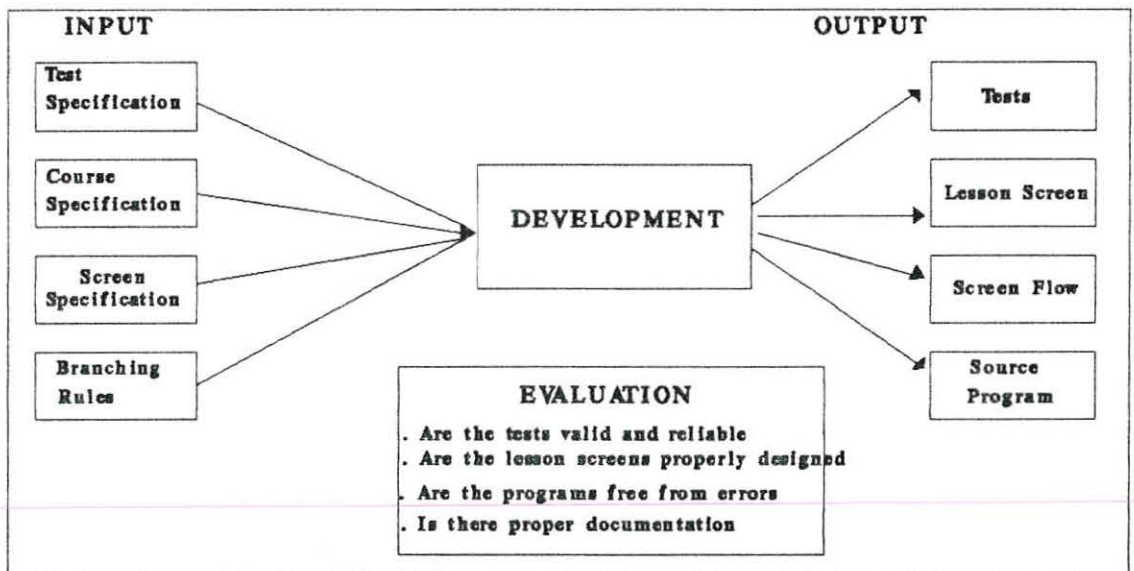 INPUT
OUTPUT
Test
Specification
Course
Specification
Screen
Specification
Branching
Rules
DEVELOPMENT
Tests
Lesson Screen
Screen Flow
Source
Program
EVALUATION
. Are the tests valid and reliable
. Are the lesson screens properly designed
. Are the programs free from errors
. Is there proper documentation